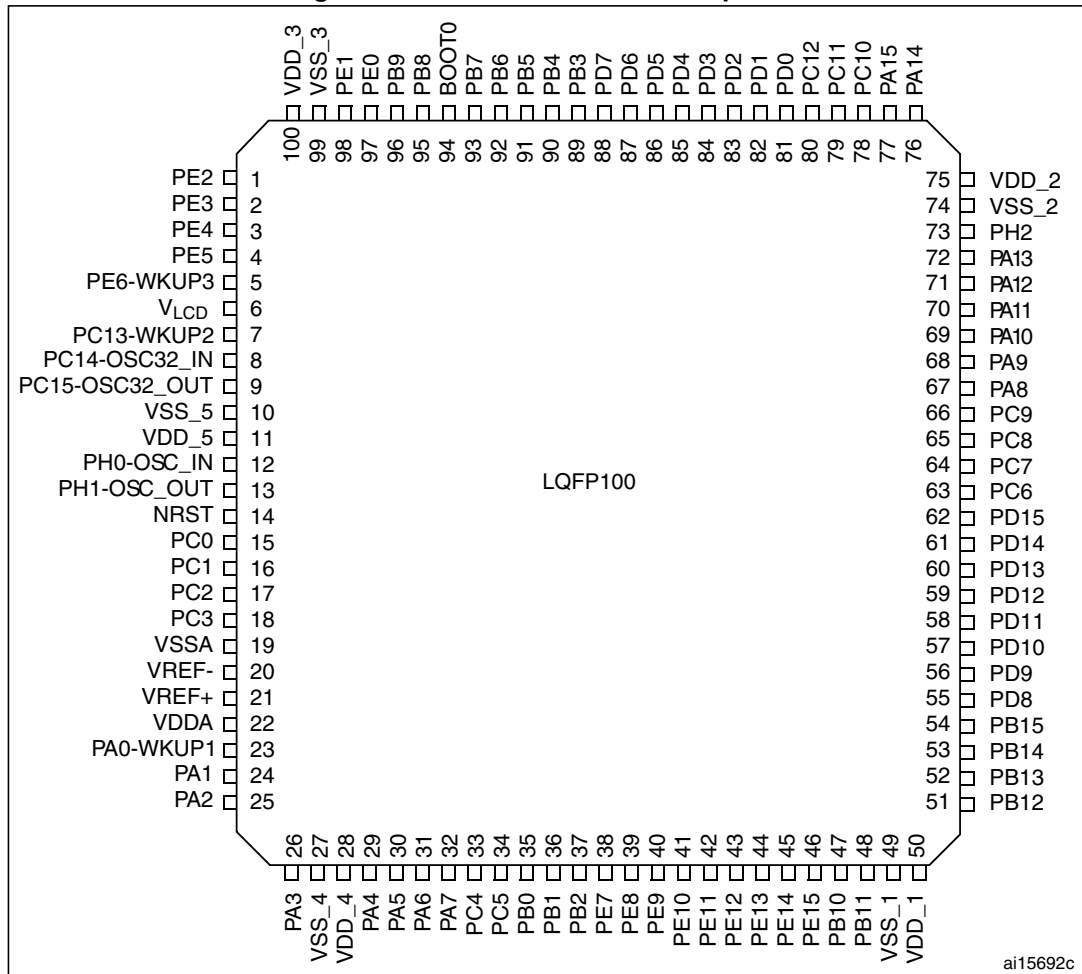 VDD_3
VSS_3
PE1
PE0
PB9
PB8
BOOT0
PB7
PB6
PB5
PB4
PB3
PD7
PD6
PD5
PD4
PD3
PD2
PD1
PD0
PC12
PC11
PC10
PA15
PA14
100 99 98 97 96 95 94 93 92 91 90 89 88 87 86 85 84 83 82 81 80 79 78 77 76
PE2 1
PE3 2
PE4 3
PE5 4
PE6-WKUP3 5
VLCD 6
PC13-WKUP2 7
PC14-OSC32_IN 8
PC15-OSC32_OUT 9
VSS_5 10
VDD_5 11
PH0-OSC_IN 12
PH1-OSC_OUT 13
NRST 14
PC0 15
PC1 16
PC2 17
PC3 18
VSSA 19
VREF- 20
VREF+ 21
VDDA 22
PA0-WKUP1 23
PA1 24
PA2 25
LQFP100
75 VDD_2
74 VSS_2
73 PH2
72 PA13
71 PA12
70 PA11
69 PA10
68 PA9
67 PA8
66 PC9
65 PC8
64 PC7
63 PC6
62 PD15
61 PD14
60 PD13
59 PD12
58 PD11
57 PD10
56 PD9
55 PD8
54 PB15
53 PB14
52 PB13
51 PB12
26 27 28 29 30 31 32 33 34 35 36 37 38 39 40 41 42 43 44 45 46 47 48 49 50
PA3
VSS_4
VDD_4
PA4
PA5
PA6
PA7
PC4
PC5
PB0
PB1
PB2
PE7
PE8
PE9
PE10
PE11
PE12
PE13
PE14
PE15
PB10
PB11
VSS_1
VDD_1
ai15692c